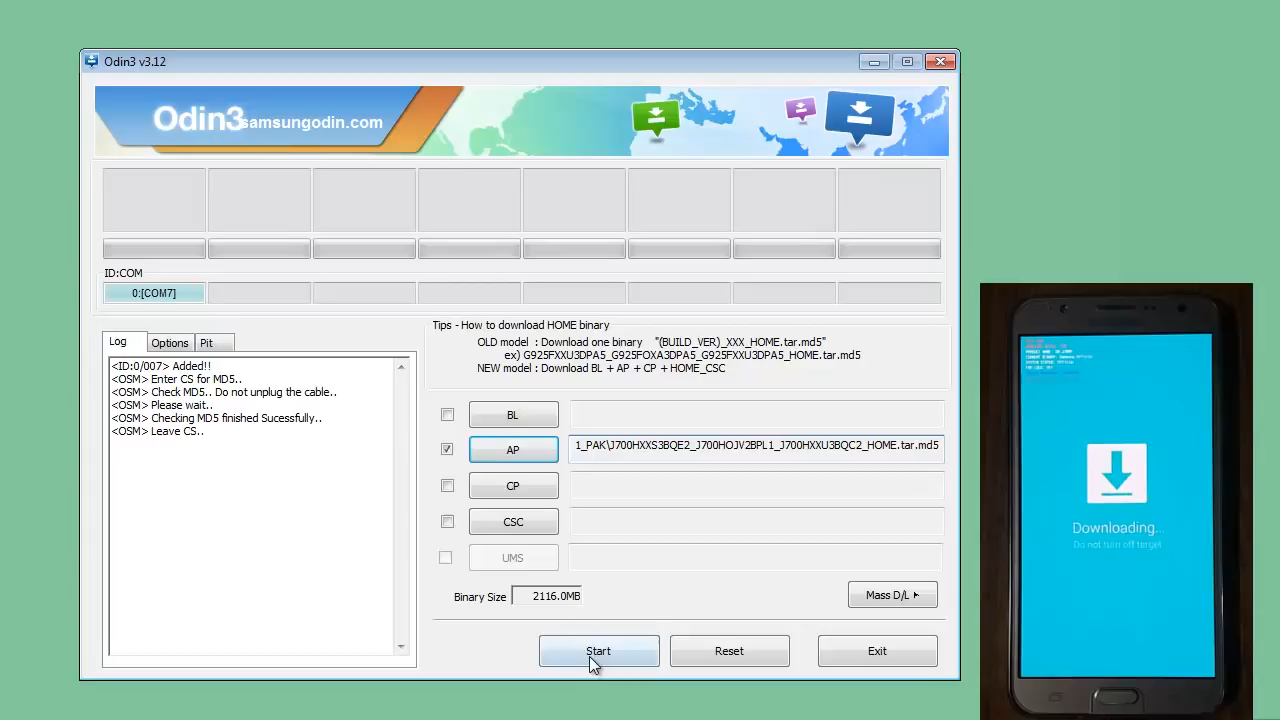 Odin3 v3.12
Odin3 samsungodin.com
ID:COM
0:[COM7]
Log
Options
Pit
<ID:0/007> Added!!
<OSM> Enter CS for MD5..
<OSM> Check MD5.. Do not unplug the cable..
<OSM> Please wait..
<OSM> Checking MD5 finished Sucessfully..
<OSM> Leave CS..
Tips - How to download HOME binary
OLD model : Download one binary "(BUILD_VER)_XXX_HOME.tar.md5"
ex) G925FXXU3DPA5_G925FOXA3DPA5_G925FXXU3DPA5_HOME.tar.md5
NEW model : Download BL + AP + CP + HOME_CSC
BL
AP
1_PAK\J700HXXS3BQE2_J700HOJV2BPL1_J700HXXU3BQC2_HOME.tar.md5
CP
CSC
UMS
Binary Size 2116.0MB
Mass D/L
Start
Reset
Exit
Downloading...
Do not turn off target